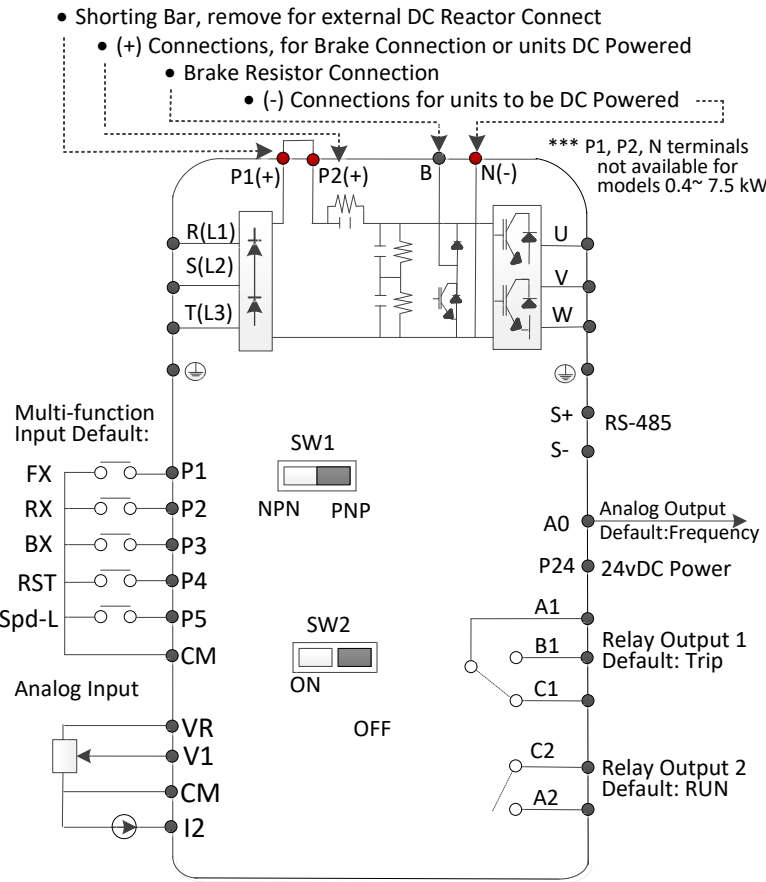 • Shorting Bar, remove for external DC Reactor Connect
• (+) Connections, for Brake Connection or units DC Powered
• Brake Resistor Connection
• (-) Connections for units to be DC Powered
*** P1, P2, N terminals
not available for
models 0.4~ 7.5 kW
P1(+)
P2(+)
B
N(-)
R(L1)
S(L2)
T(L3)
U
V
W
Multi-function
Input Default:
FX
RX
BX
RST
Spd-L
P1
P2
P3
P4
P5
CM
SW1
NPN
PNP
S+
S-
RS-485
A0
Analog Output
Default:Frequency
P24
24vDC Power
SW2
ON
OFF
A1
B1
C1
Relay Output 1
Default: Trip
Analog Input
VR
V1
CM
I2
C2
A2
Relay Output 2
Default: RUN